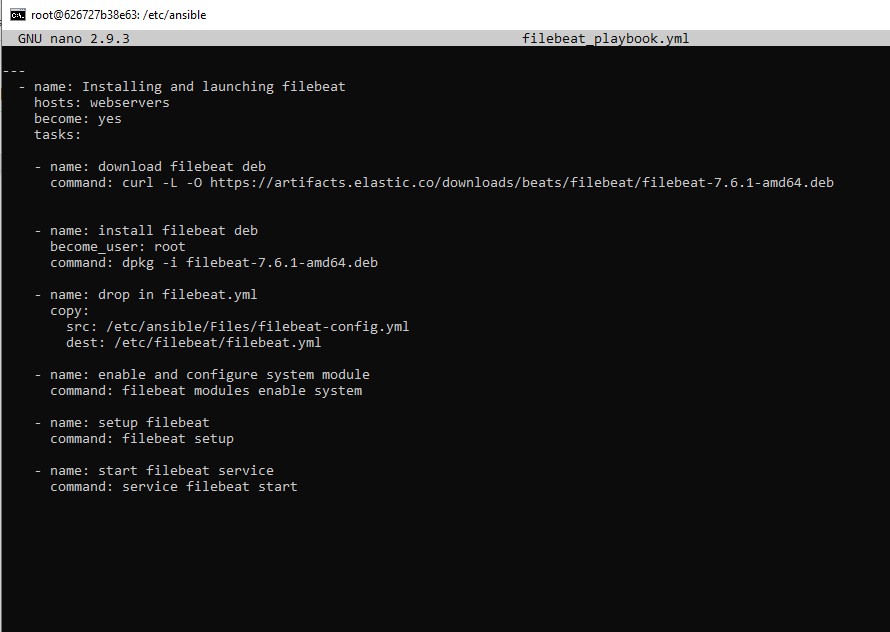 root@626727b38e63: /etc/ansible
GNU nano 2.9.3 filebeat_playbook.yml
---
- name: Installing and launching filebeat
hosts: webservers
become: yes
tasks:
- name: download filebeat deb
command: curl -L -O https://artifacts.elastic.co/downloads/beats/filebeat/filebeat-7.6.1-amd64.deb
- name: install filebeat deb
become_user: root
command: dpkg -i filebeat-7.6.1-amd64.deb
- name: drop in filebeat.yml
copy:
src: /etc/ansible/Files/filebeat-config.yml
dest: /etc/filebeat/filebeat.yml
- name: enable and configure system module
command: filebeat modules enable system
- name: setup filebeat
command: filebeat setup
- name: start filebeat service
command: service filebeat start